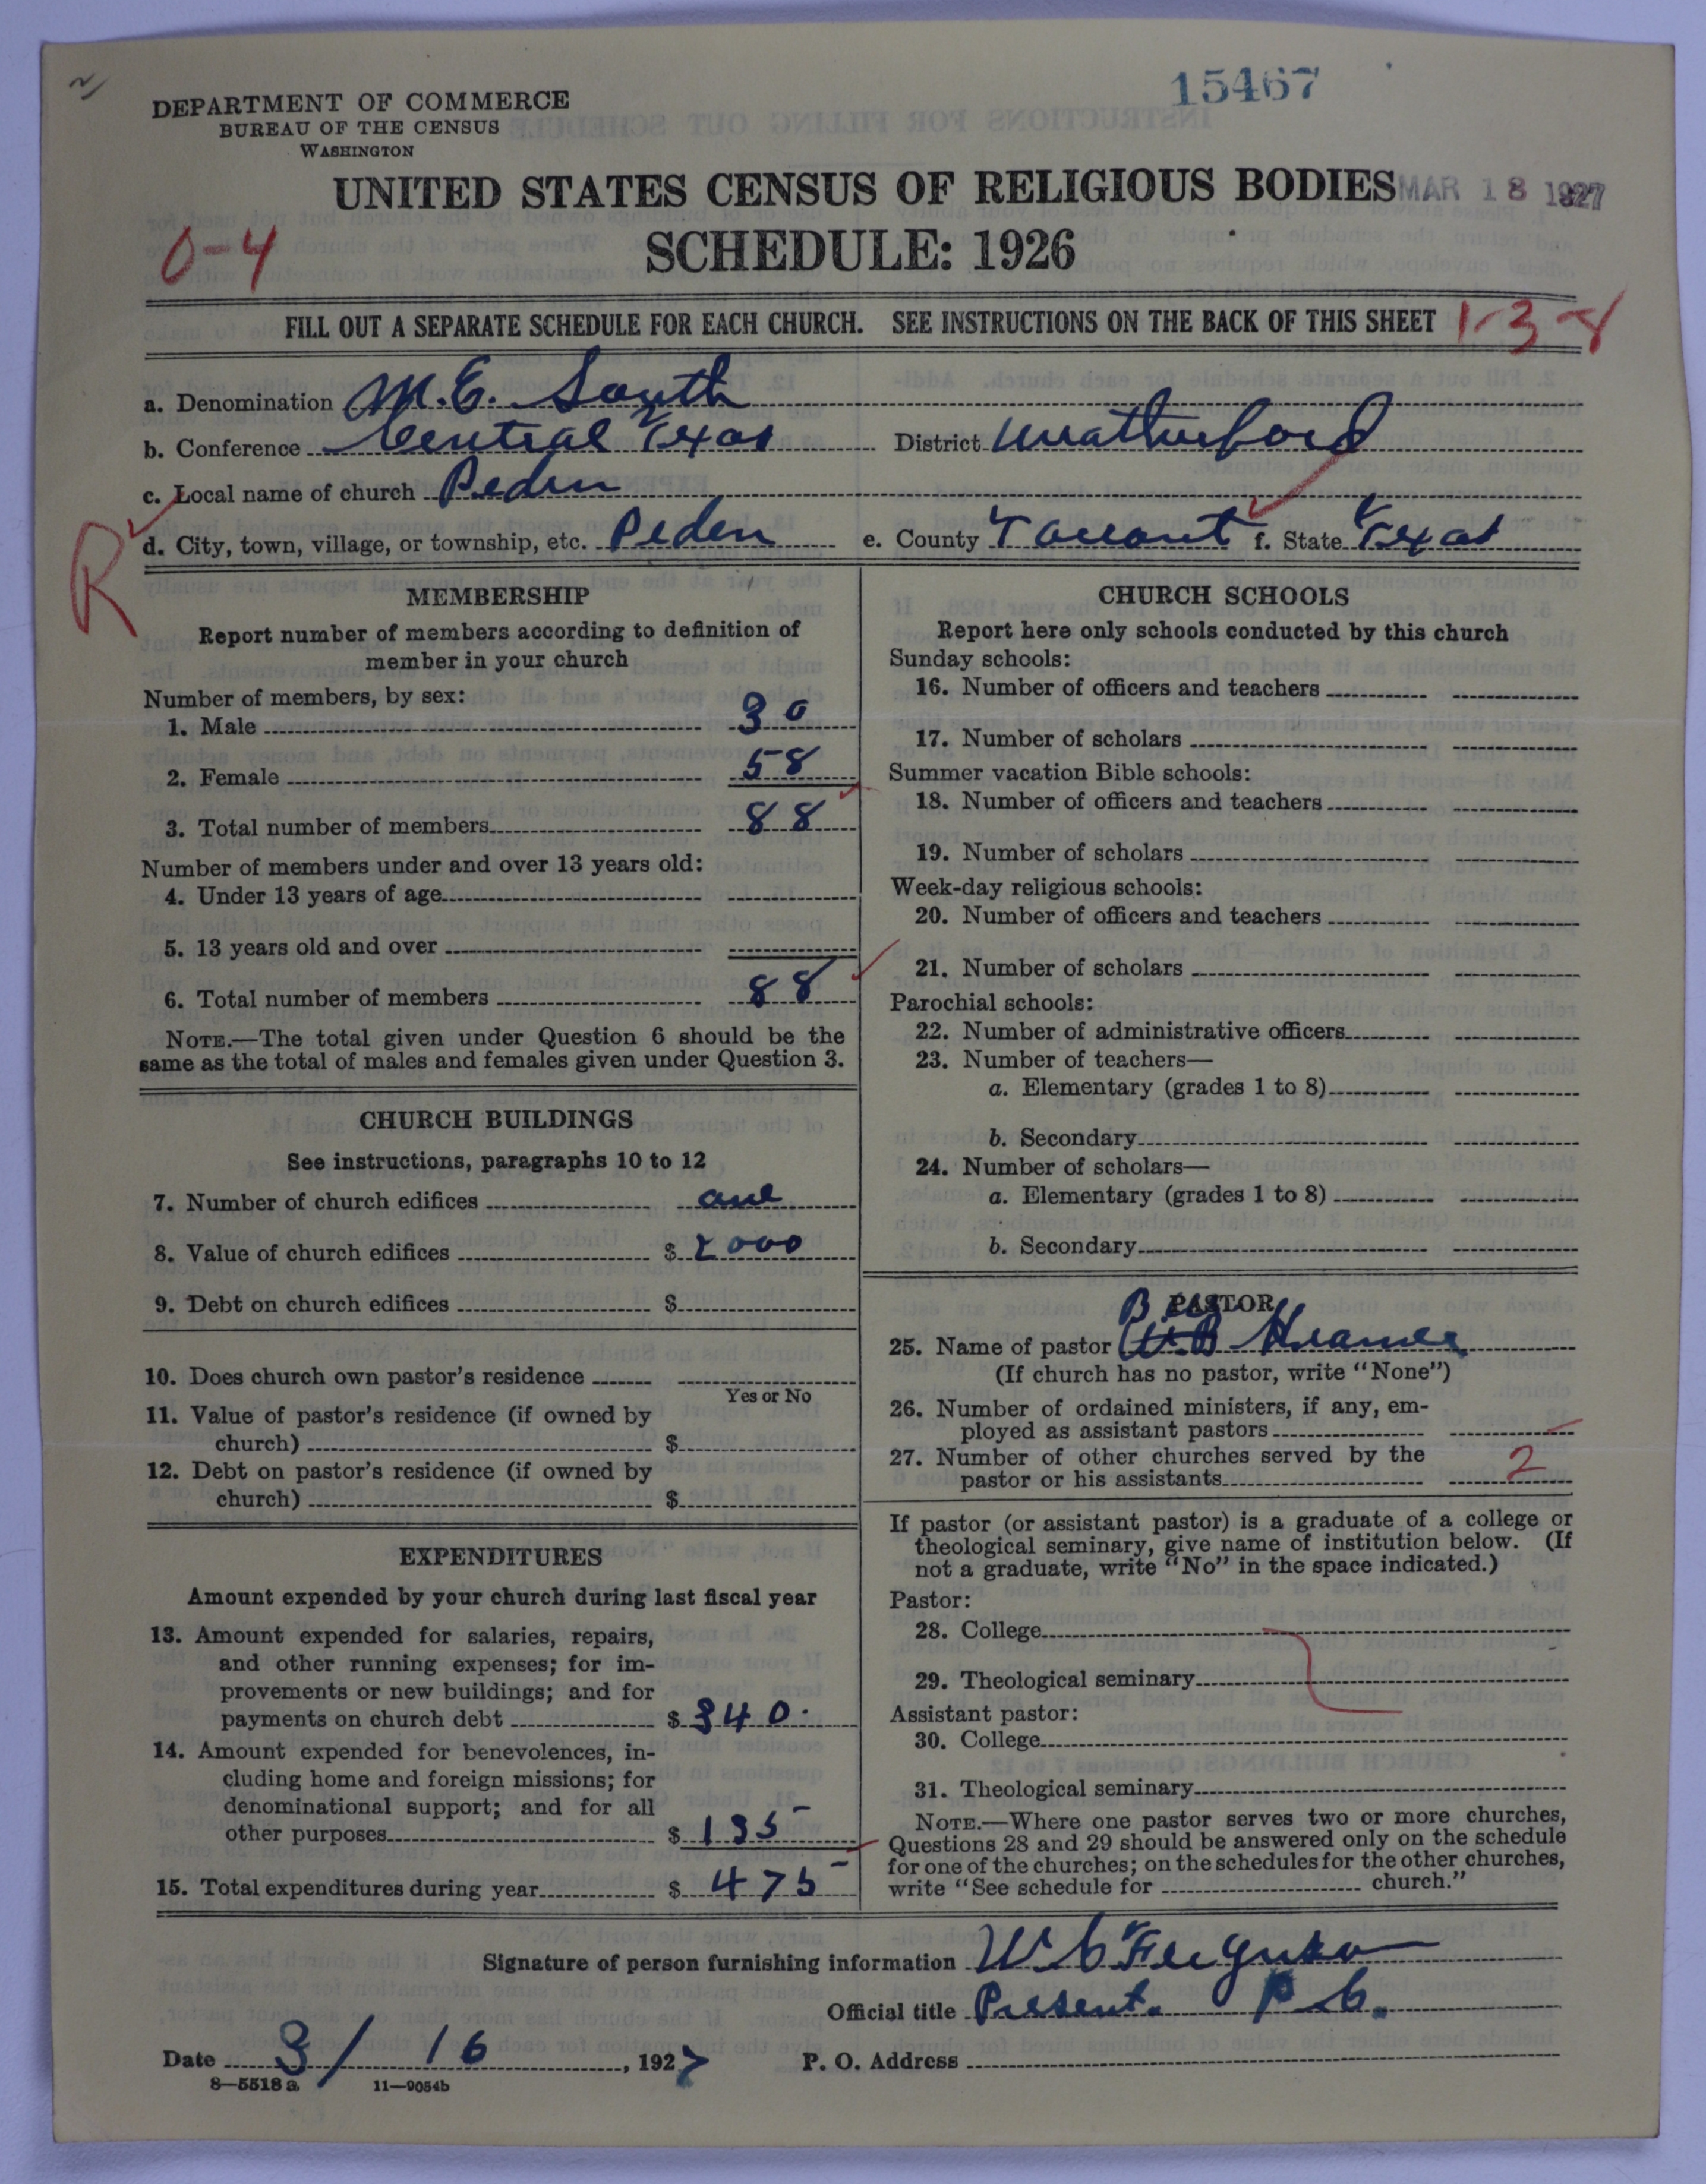 15467
DEPARTMENT OF COMMERCE
BUREAU OF THE CENSUS
WASHINGTON
UNITED STATES CENSUS OF RELIGIOUS BODIES MAR 18 1927
SCHEDULE: 1926
0-4
FILL OUT A SEPARATE SCHEDULE FOR EACH CHURCH. SEE INSTRUCTIONS ON THE BACK OF THIS SHEET 1-3-4
a. Denomination M.E. South
b. Conference Central Texas District Weatherford
c. Local name of church Peden
R
d. City, town, village, or township, etc. Peden e. County Tarrant f. State Texas
MEMBERSHIP
Report number of members according to definition of
member in your church
Number of members, by sex:
1. Male 30
2. Female 58
3. Total number of members 88
Number of members under and over 13 years old:
4. Under 13 years of age
5. 13 years old and over
6. Total number of members 88
NOTE.—The total given under Question 6 should be the
same as the total of males and females given under Question 3.
CHURCH BUILDINGS
See instructions, paragraphs 10 to 12
7. Number of church edifices one
8. Value of church edifices $ 2000
9. Debt on church edifices $
10. Does church own pastor's residence
Yes or No
11. Value of pastor's residence (if owned by
church) $
12. Debt on pastor's residence (if owned by
church) $
EXPENDITURES
Amount expended by your church during last fiscal year
13. Amount expended for salaries, repairs,
and other running expenses; for im-
provements or new buildings; and for
payments on church debt $ 340.
14. Amount expended for benevolences, in-
cluding home and foreign missions; for
denominational support; and for all
other purposes $ 135
15. Total expenditures during year $ 475
CHURCH SCHOOLS
Report here only schools conducted by this church
Sunday schools:
16. Number of officers and teachers
17. Number of scholars
Summer vacation Bible schools:
18. Number of officers and teachers
19. Number of scholars
Week-day religious schools:
20. Number of officers and teachers
21. Number of scholars
Parochial schools:
22. Number of administrative officers
23. Number of teachers—
a. Elementary (grades 1 to 8)
b. Secondary
24. Number of scholars—
a. Elementary (grades 1 to 8)
b. Secondary
PASTOR
25. Name of pastor
(If church has no pastor, write "None")
26. Number of ordained ministers, if any, em-
ployed as assistant pastors
27. Number of other churches served by the
pastor or his assistants 2
If pastor (or assistant pastor) is a graduate of a college or
theological seminary, give name of institution below. (If
not a graduate, write "No" in the space indicated.)
Pastor:
28. College
29. Theological seminary
Assistant pastor:
30. College
31. Theological seminary
NOTE.—Where one pastor serves two or more churches,
Questions 28 and 29 should be answered only on the schedule
for one of the churches; on the schedules for the other churches,
write "See schedule for church."
Signature of person furnishing information W C Ferguson
Official title Present. P. C.
Date 3/16, 1927 P. O. Address
8—5518 a 11—9054b